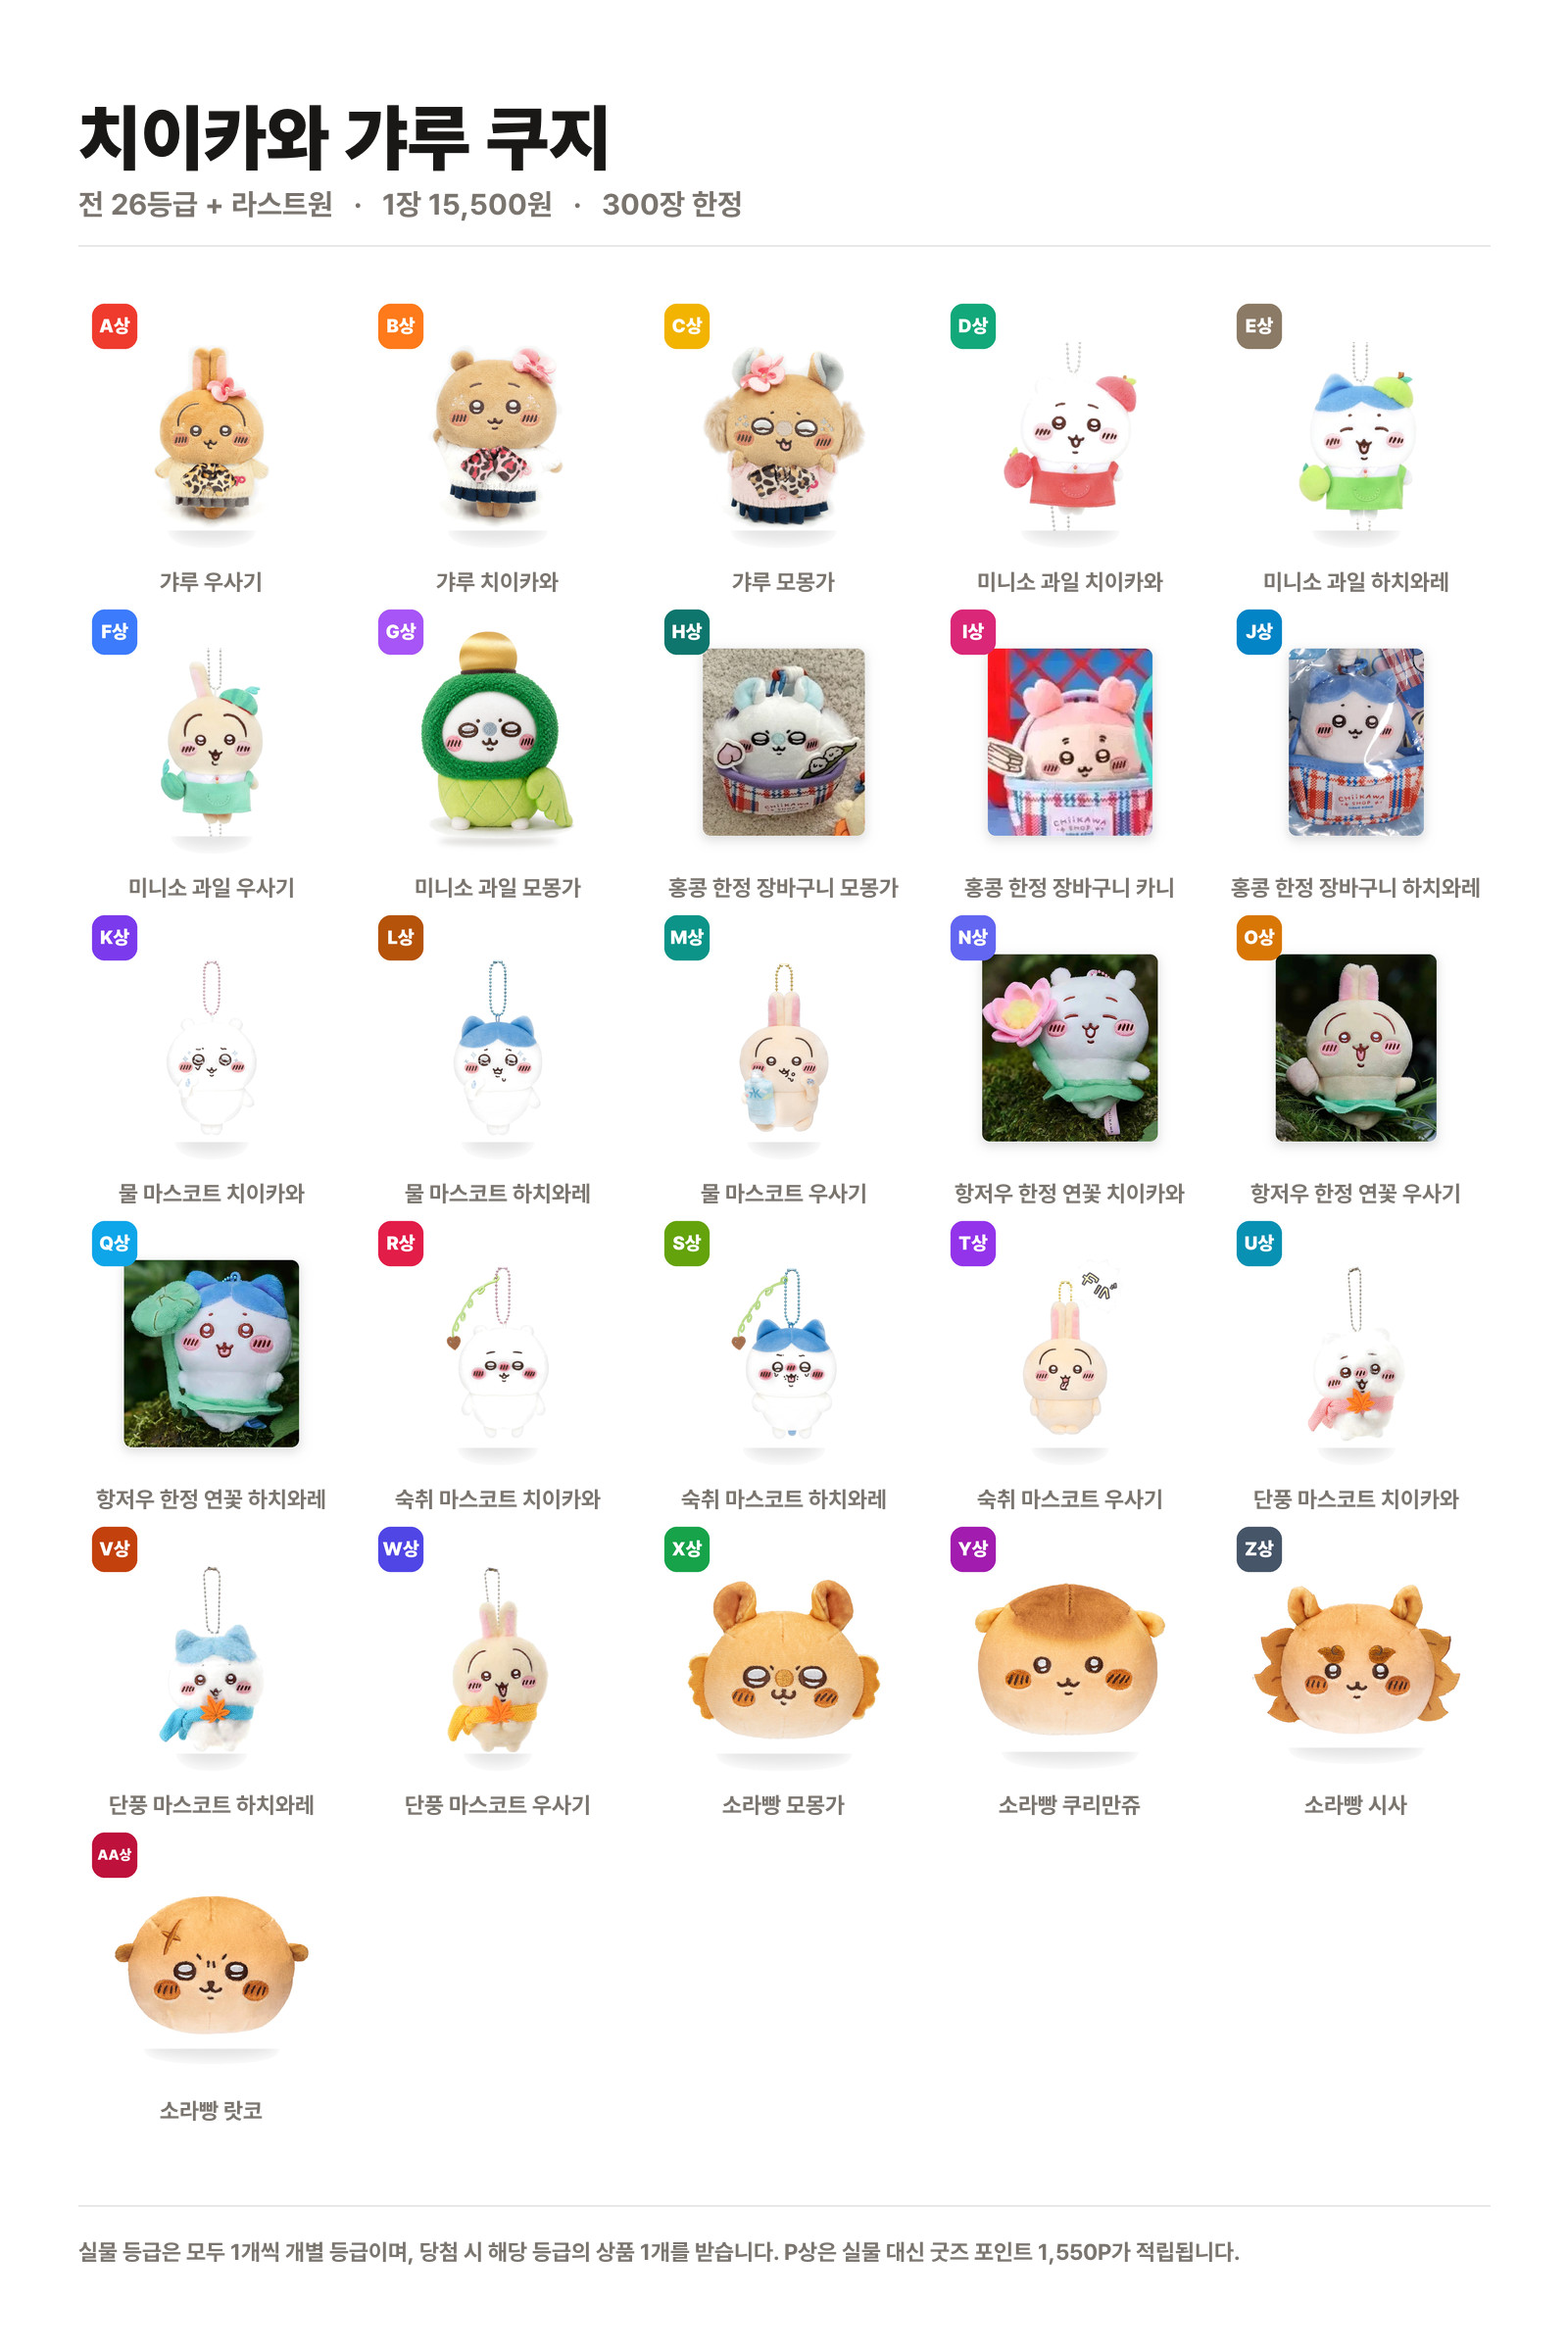 치이카와 갸루 쿠지
전 26등급 + 라스트원 · 1장 15,500원 · 300장 한정
A상
B상
C상
D상
E상
갸루 우사기
갸루 치이카와
갸루 모몽가
미니소 과일 치이카와
미니소 과일 하치와레
F상
G상
H상
I상
J상
CHIIKAWA
SHOP
CHIIKAWA
SHOP
CHIIKAWA
SHOP
미니소 과일 우사기
미니소 과일 모몽가
홍콩 한정 장바구니 모몽가
홍콩 한정 장바구니 카니
홍콩 한정 장바구니 하치와레
K상
L상
M상
N상
O상
水
물 마스코트 치이카와
물 마스코트 하치와레
물 마스코트 우사기
항저우 한정 연꽃 치이카와
항저우 한정 연꽃 우사기
Q상
R상
S상
T상
U상
항저우 한정 연꽃 하치와레
숙취 마스코트 치이카와
숙취 마스코트 하치와레
숙취 마스코트 우사기
단풍 마스코트 치이카와
V상
W상
X상
Y상
Z상
단풍 마스코트 하치와레
단풍 마스코트 우사기
소라빵 모몽가
소라빵 쿠리만쥬
소라빵 시사
AA상
소라빵 랏코
실물 등급은 모두 1개씩 개별 등급이며, 당첨 시 해당 등급의 상품 1개를 받습니다. P상은 실물 대신 굿즈 포인트 1,550P가 적립됩니다.